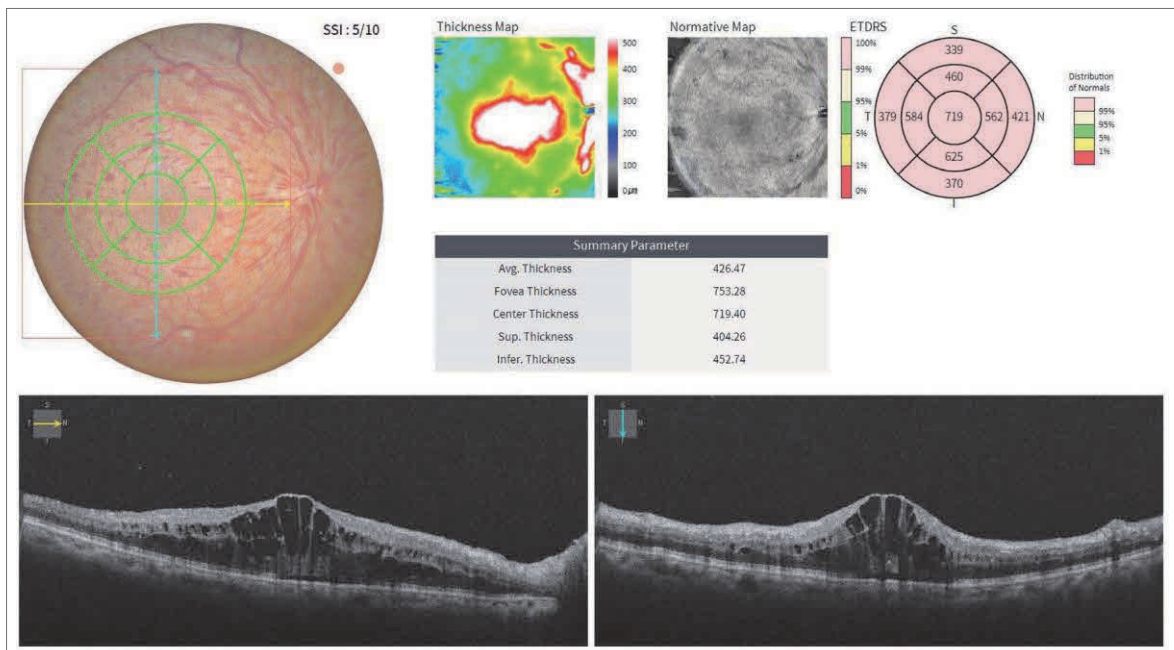 SSI : 5/10
Thickness Map
500
400
300
200
100
0 μm
Normative Map
ETDRS
100%
99%
95%
5%
1%
0%
S
339
460
T 379 584 719 562 421 N
625
370
I
Distribution
of Normals
99%
95%
5%
1%
Summary Parameter
Avg. Thickness 426.47
Fovea Thickness 753.28
Center Thickness 719.40
Sup. Thickness 404.26
Infer. Thickness 452.74
S
T N
I
S
T N
I